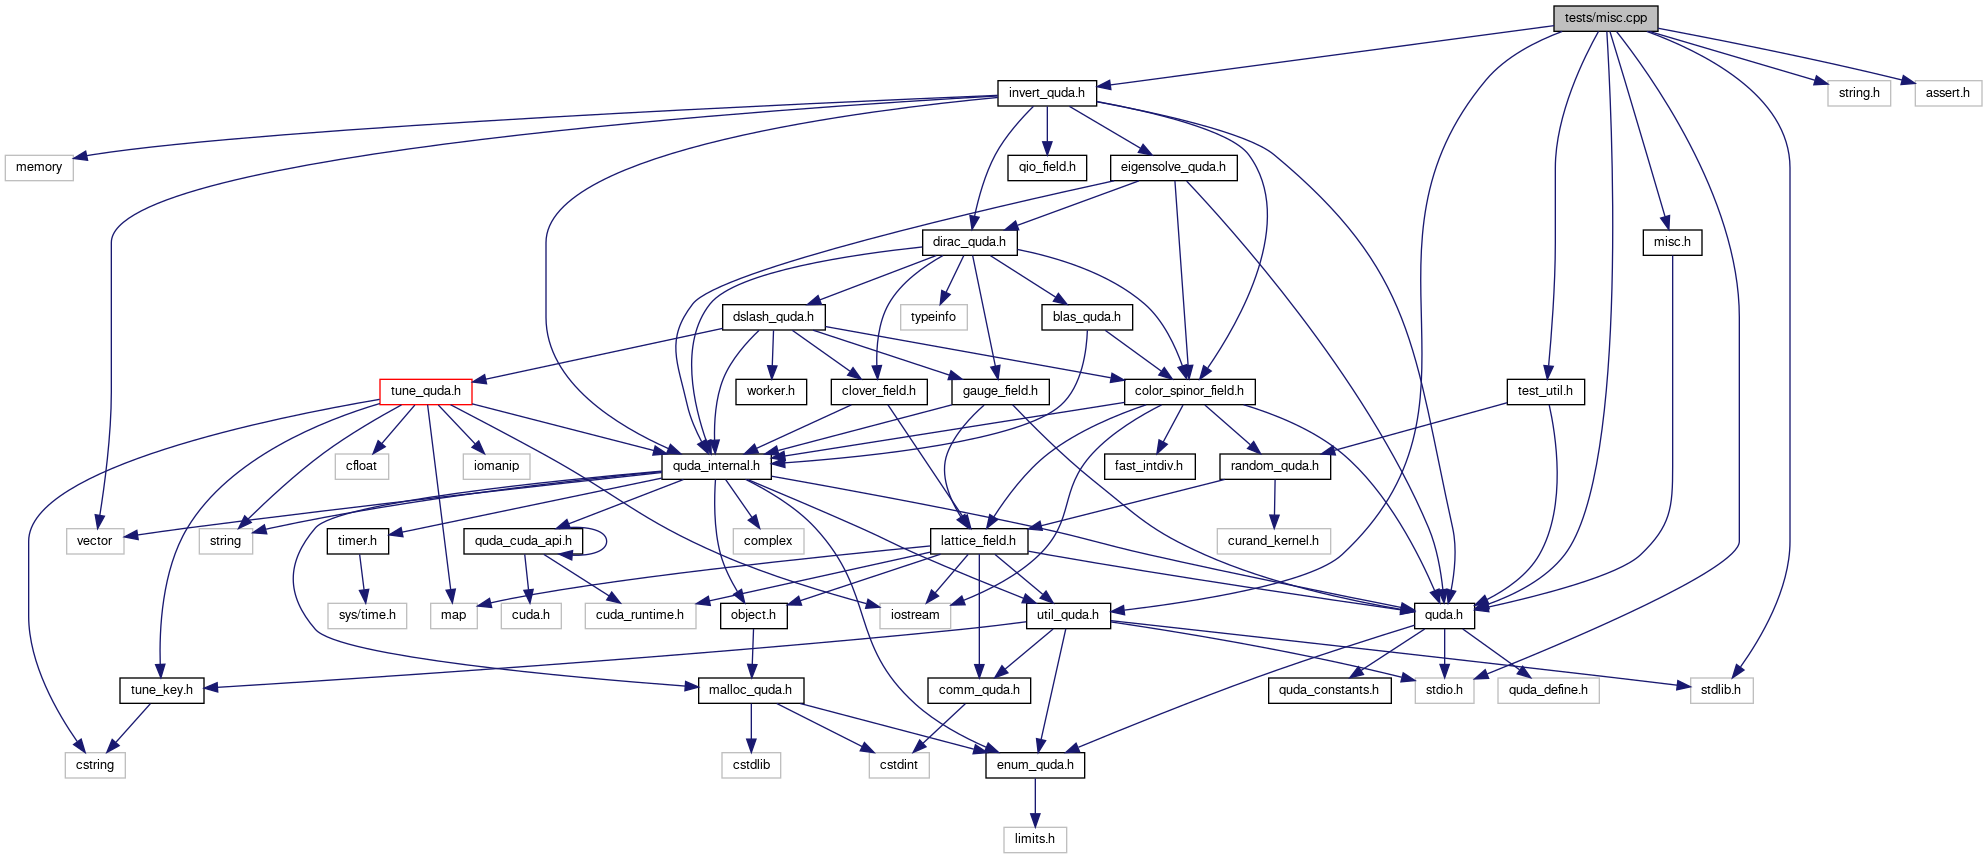 tests/misc.cpp
invert_quda.h
string.h
assert.h
memory
qio_field.h
eigensolve_quda.h
dirac_quda.h
misc.h
dslash_quda.h
typeinfo
blas_quda.h
tune_quda.h
worker.h
clover_field.h
gauge_field.h
color_spinor_field.h
test_util.h
cfloat
iomanip
quda_internal.h
fast_intdiv.h
random_quda.h
vector
string
timer.h
quda_cuda_api.h
complex
lattice_field.h
curand_kernel.h
sys/time.h
map
cuda.h
cuda_runtime.h
object.h
iostream
util_quda.h
quda.h
tune_key.h
malloc_quda.h
comm_quda.h
quda_constants.h
stdio.h
quda_define.h
stdlib.h
cstring
cstdlib
cstdint
enum_quda.h
limits.h